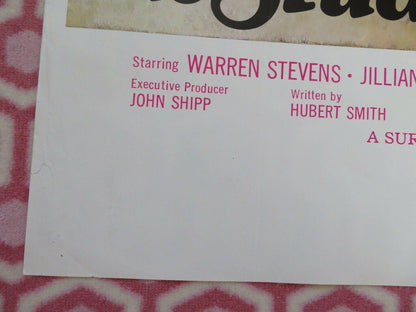 Starring WARREN STEVENS · JILLIAN
Executive Producer
JOHN SHIPP
Written by
HUBERT SMITH
A SUR